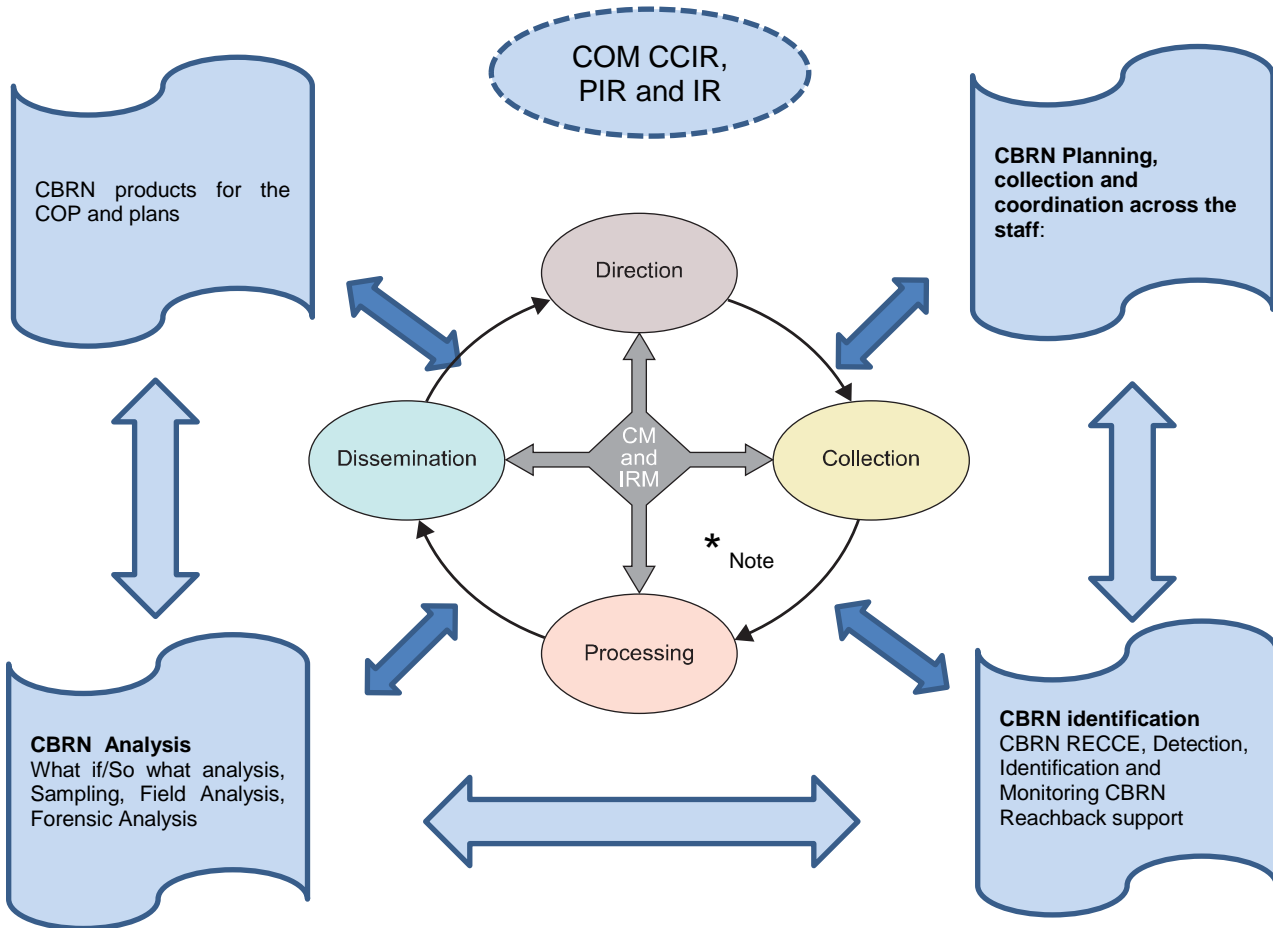 COM CCIR,
PIR and IR
CBRN products for the
COP and plans
CBRN Planning,
collection and
coordination across the
staff:
Direction
Dissemination
CM
and
IRM
Collection
* Note
Processing
CBRN Analysis
What if/So what analysis,
Sampling, Field Analysis,
Forensic Analysis
CBRN identification
CBRN RECCE, Detection,
Identification and
Monitoring CBRN
Reachback support